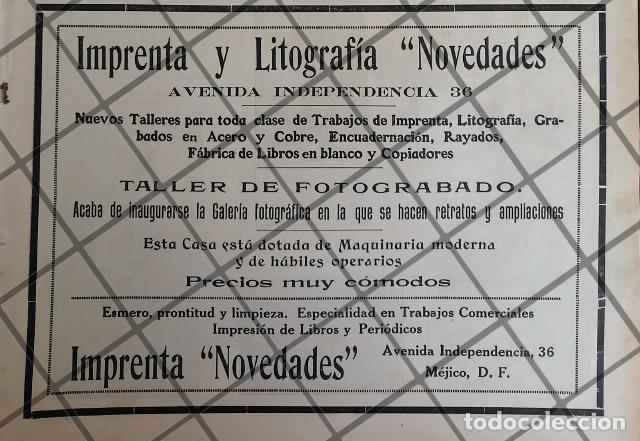 Imprenta y Litografía "Novedades"
AVENIDA INDEPENDENCIA 36
Nuevos Talleres para toda clase de Trabajos de Imprenta, Litografía, Gra-
bados en Acero y Cobre, Encuadernación, Rayados,
Fábrica de Libros en blanco y Copiadores
TALLER DE FOTOGRABADO.
Acaba de inaugurarse la Galería fotográfica en la que se hacen retratos y ampliaciones
Esta Casa está dotada de Maquinaria moderna
y de hábiles operarios
Precios muy cómodos
Esmero, prontitud y limpieza. Especialidad en Trabajos Comerciales
Impresión de Libros y Periódicos
Imprenta "Novedades"
Avenida Independencia, 36
Méjico, D. F.
todocoleccion